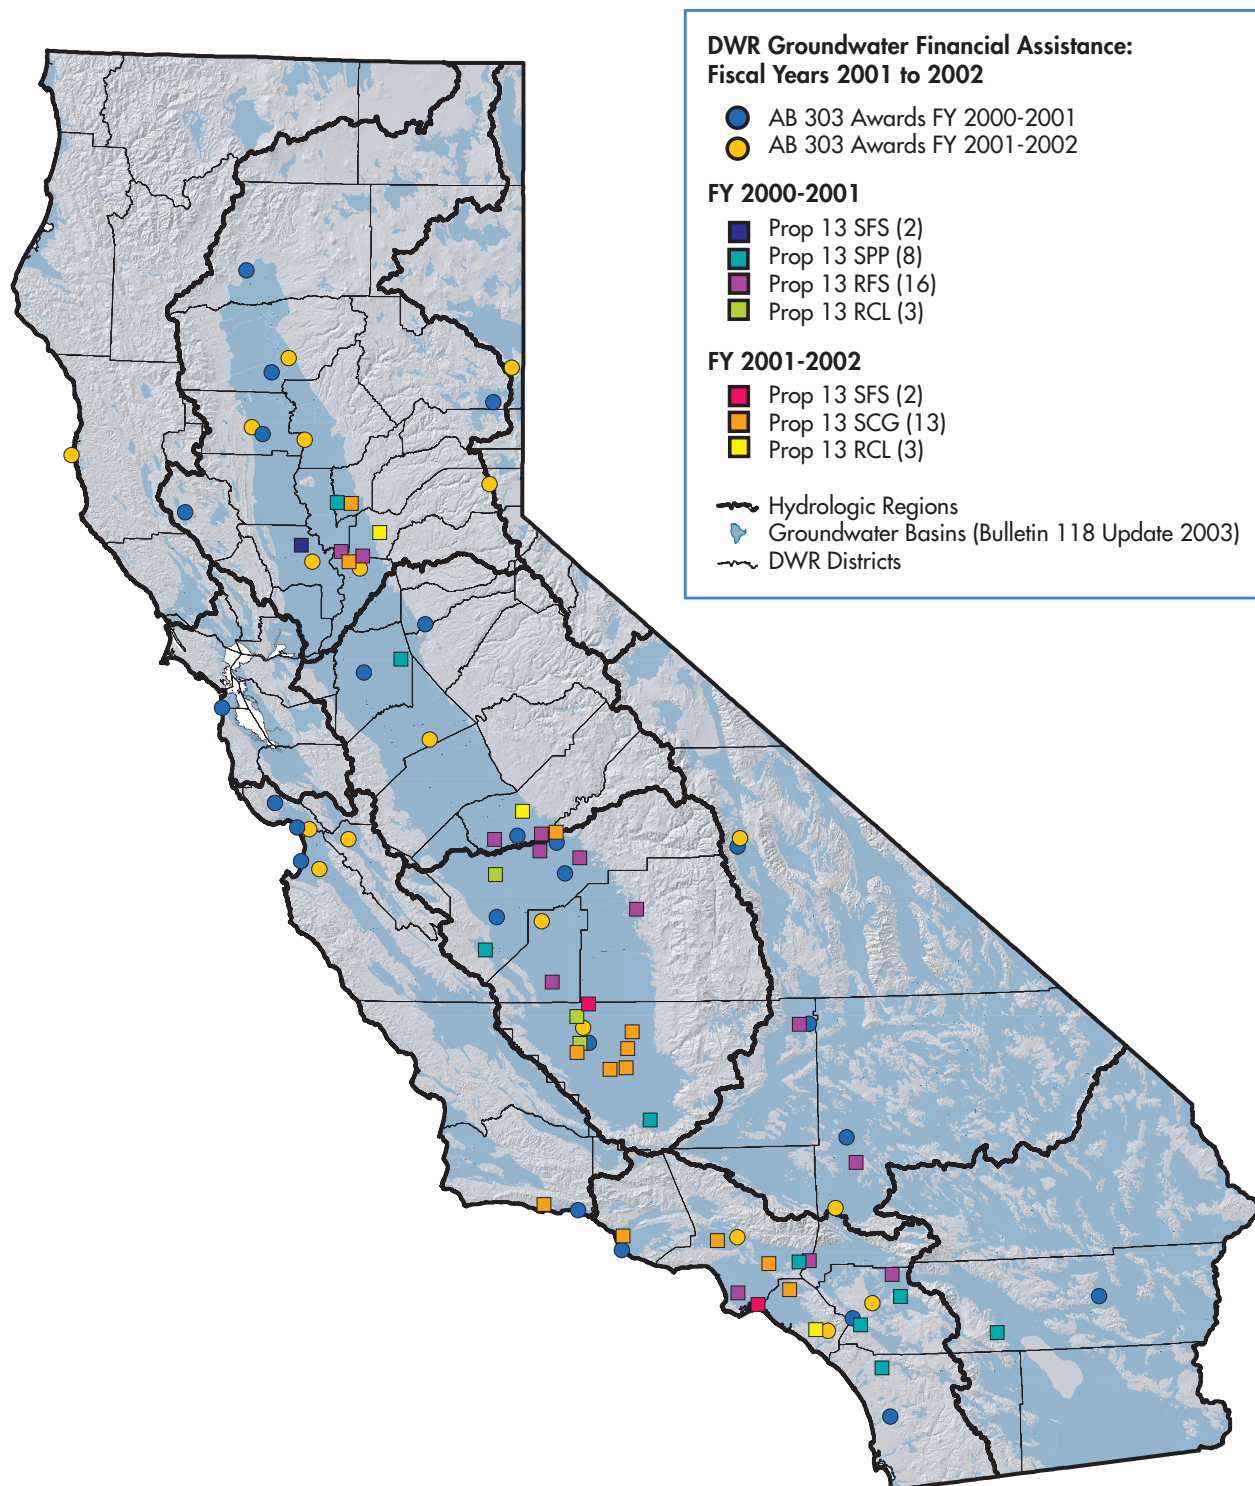 DWR Groundwater Financial Assistance:
Fiscal Years 2001 to 2002
AB 303 Awards FY 2000-2001
AB 303 Awards FY 2001-2002
FY 2000-2001
Prop 13 SFS (2)
Prop 13 SPP (8)
Prop 13 RFS (16)
Prop 13 RCL (3)
FY 2001-2002
Prop 13 SFS (2)
Prop 13 SCG (13)
Prop 13 RCL (3)
Hydrologic Regions
Groundwater Basins (Bulletin 118 Update 2003)
DWR Districts